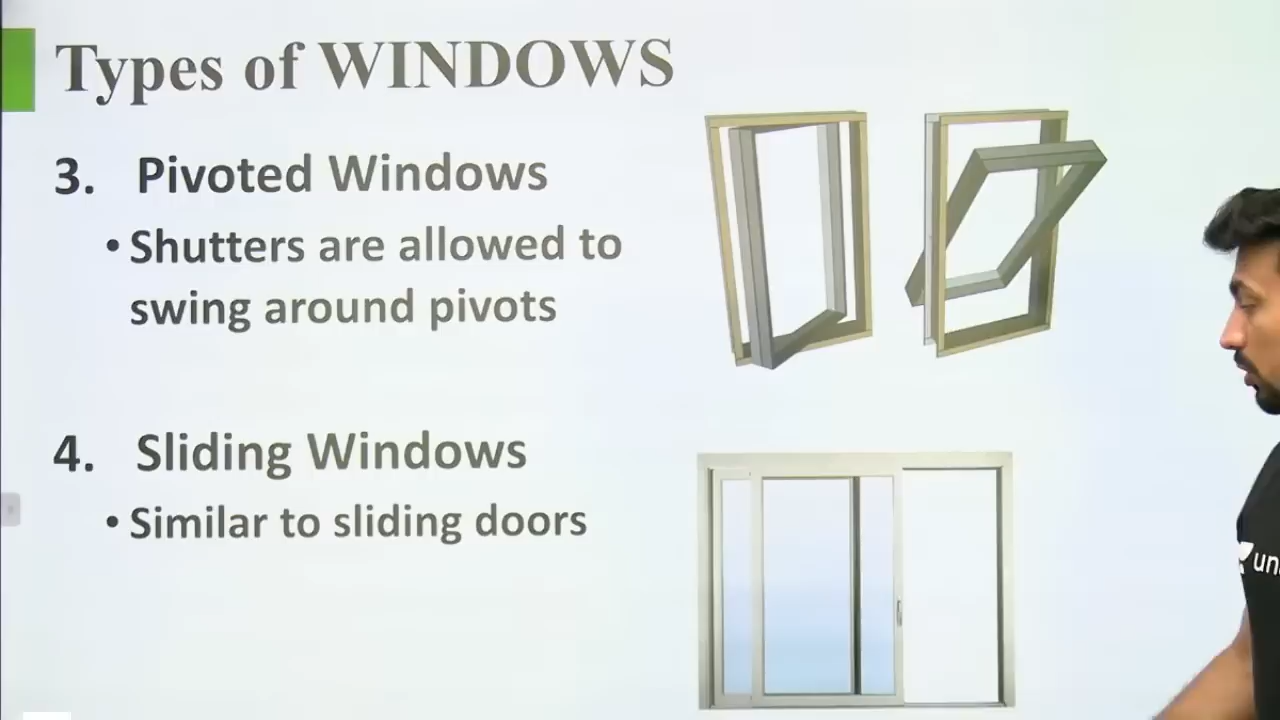 Types of WINDOWS
3. Pivoted Windows
• Shutters are allowed to
swing around pivots
4. Sliding Windows
• Similar to sliding doors